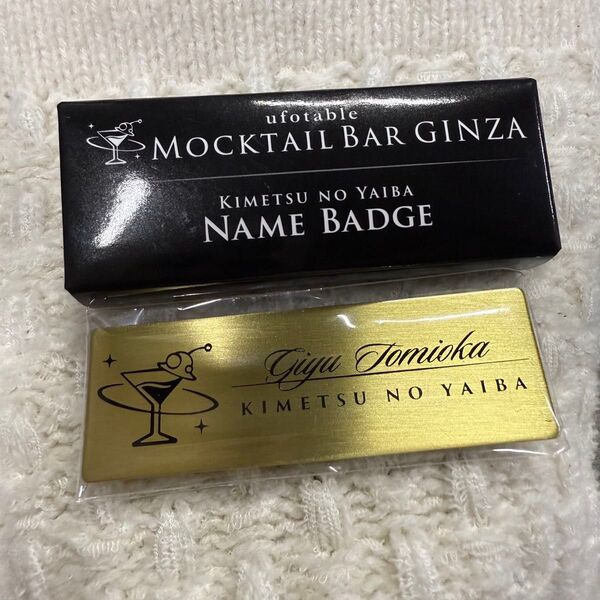 ufotable
MOCKTAIL BAR GINZA
KIMETSU NO YAIBA
NAME BADGE
Giyu Tomioka
KIMETSU NO YAIBA